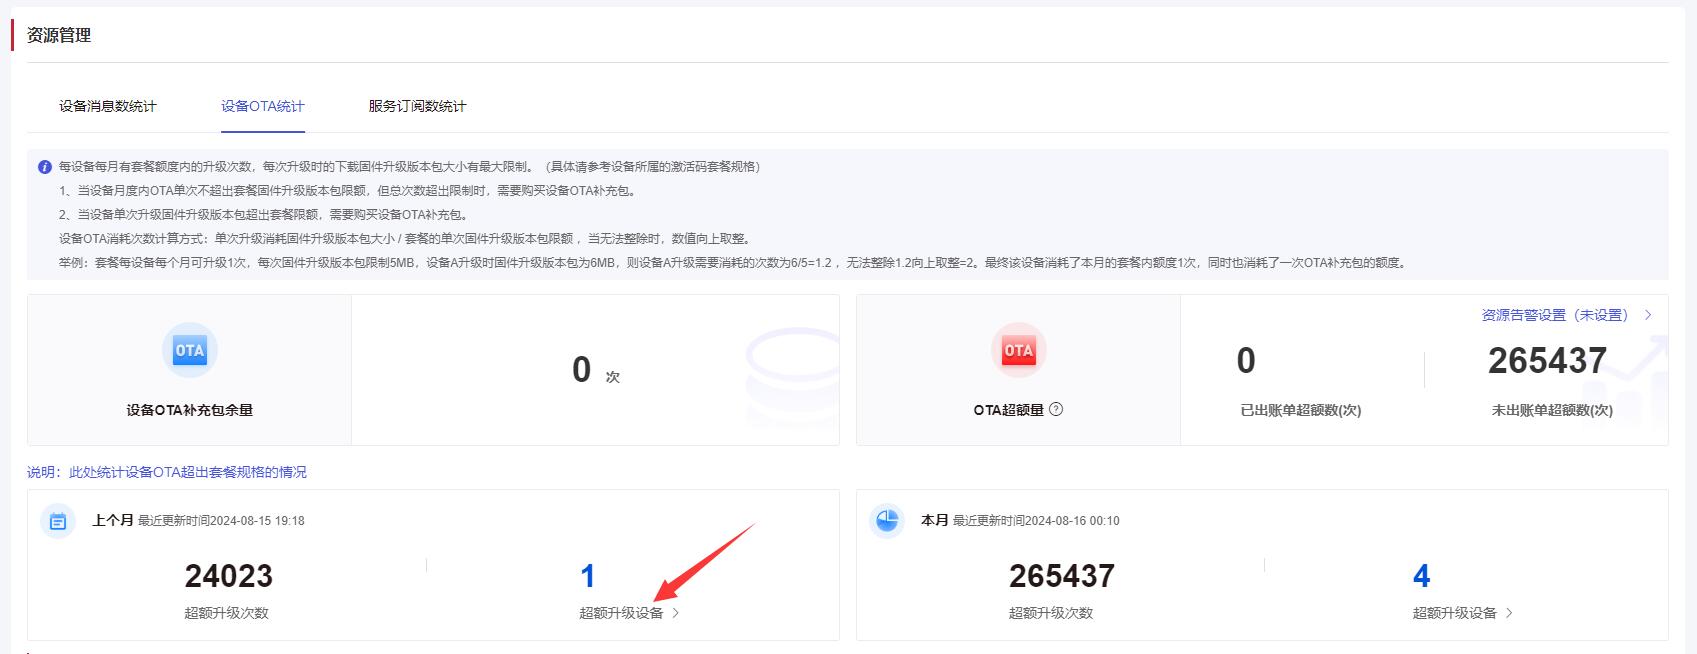 资源管理
设备消息数统计 设备OTA统计 服务订阅数统计
每设备每月有套餐额度内的升级次数，每次升级时的下载固件升级版本包大小有最大限制。（具体请参考设备所属的激活码套餐规格）
1、当设备月度内OTA单次不超出套餐固件升级版本包限额，但总次数超出限制时，需要购买设备OTA补充包。
2、当设备单次升级固件升级版本包超出套餐限额，需要购买设备OTA补充包。
设备OTA消耗次数计算方式：单次升级消耗固件升级版本包大小 / 套餐的单次固件升级版本包限额 ，当无法整除时，数值向上取整。
举例：套餐每设备每个月可升级1次，每次固件升级版本包限制5MB，设备A升级时固件升级版本包为6MB，则设备A升级需要消耗的次数为6/5=1.2 ，无法整除1.2向上取整=2。最终该设备消耗了本月的套餐内额度1次，同时也消耗了一次OTA补充包的额度。
OTA
设备OTA补充包余量
0 次
OTA
OTA超额量 ?
资源告警设置（未设置） >
0 265437
已出账单超额数(次) 未出账单超额数(次)
说明：此处统计设备OTA超出套餐规格的情况
上个月 最近更新时间2024-08-15 19:18
24023 1
超额升级次数 超额升级设备 >
本月 最近更新时间2024-08-16 00:10
265437 4
超额升级次数 超额升级设备 >